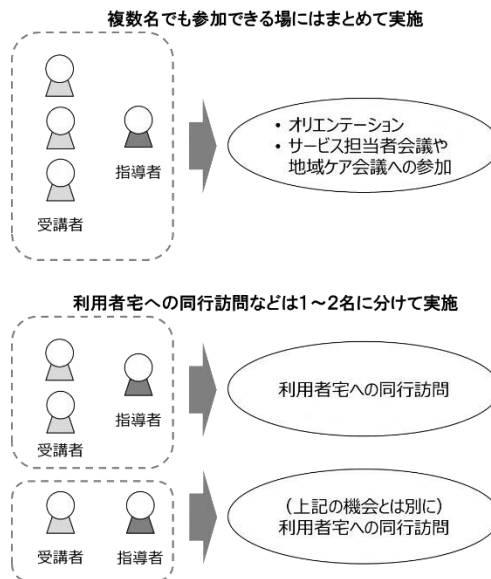 複数名でも参加できる場にはまとめて実施
受講者
指導者
• オリエンテーション
• サービス担当者会議や
地域ケア会議への参加
利用者宅への同行訪問などは1～2名に分けて実施
受講者
指導者
利用者宅への同行訪問
受講者
指導者
（上記の機会とは別に）
利用者宅への同行訪問